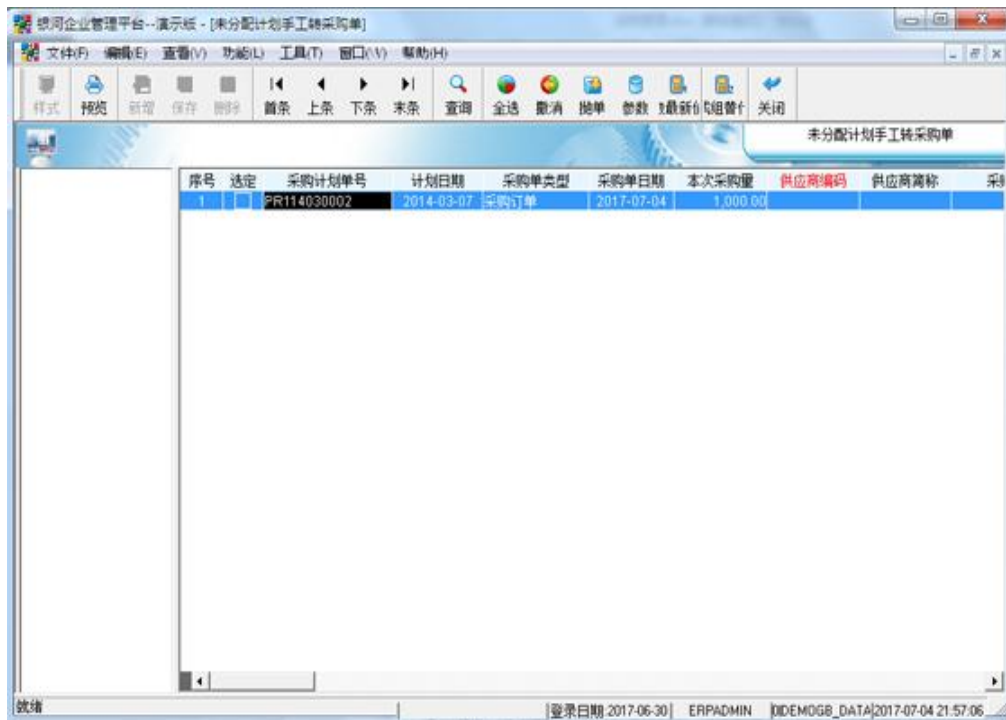 银河企业管理平台--演示版 - [未分配计划手工转采购单]
文件(F) 编辑(E) 查看(V) 功能(L) 工具(T) 窗口(W) 帮助(H)
样式 预览 新增 保存 删除 首条 上条 下条 末条 查询 全选 撤消 抛单 参数 关闭
未分配计划手工转采购单
序号 选定 采购计划单号 计划日期 采购单类型 采购单日期 本次采购量 供应商编码 供应商简称
1 PR114030002 2014-03-07 采购订单 2017-07-04 1,000.00
就绪 登录日期:2017-06-30 ERPADMIN 2017-07-04 21:57:06